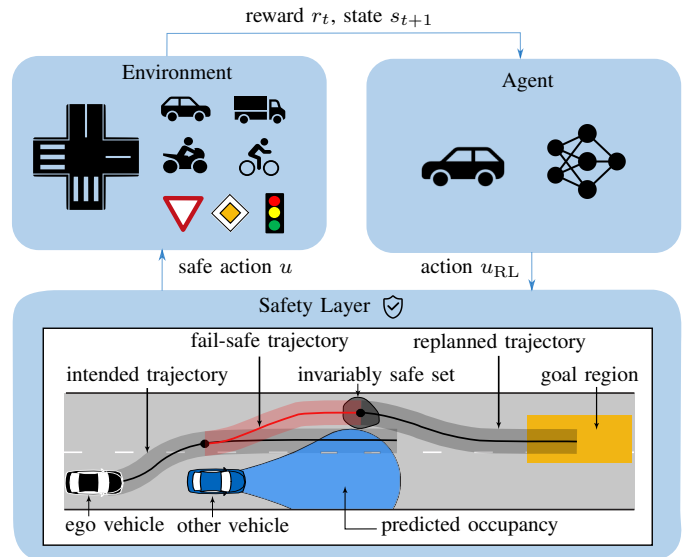 reward r_t, state s_{t+1}
Environment
Agent
safe action u
action u_RL
Safety Layer
fail-safe trajectory
replanned trajectory
intended trajectory
invariably safe set
goal region
ego vehicle
other vehicle
predicted occupancy